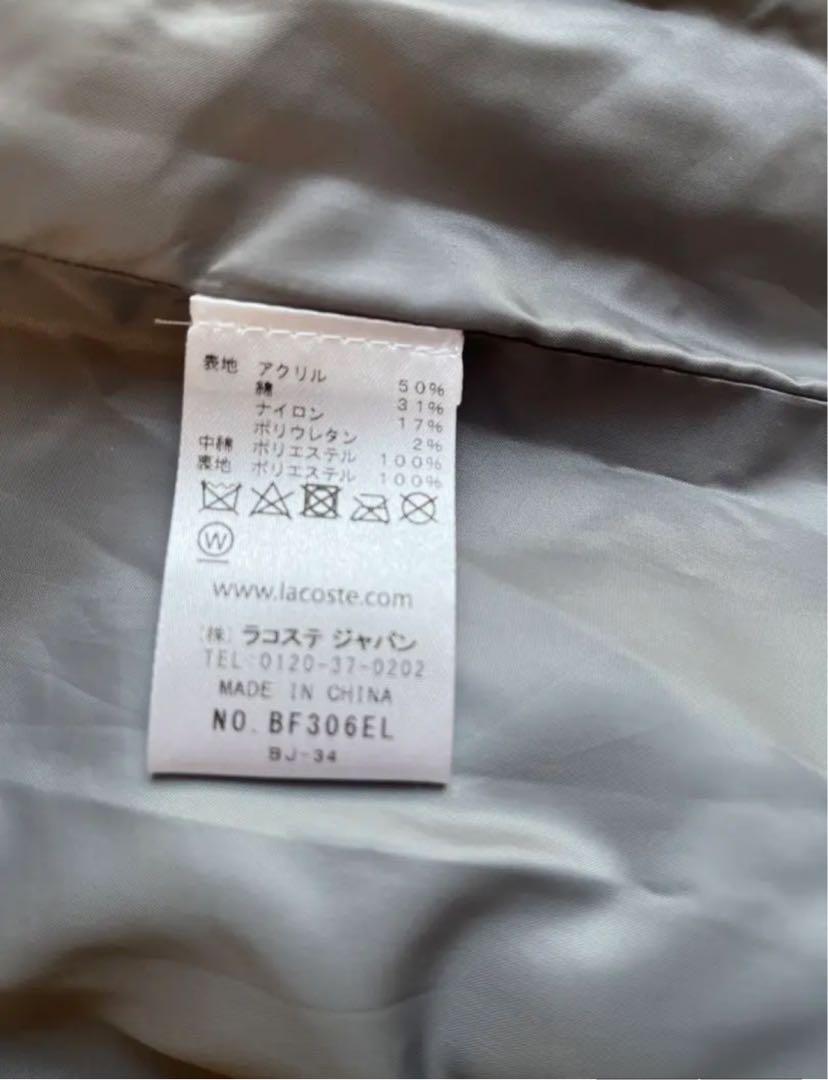 表地 アクリル 50%
綿 31%
ナイロン 17%
ポリウレタン 2%
中綿 ポリエステル 100%
裏地 ポリエステル 100%
W
www.lacoste.com
(株) ラコステ ジャパン
TEL 0120-37-0202
MADE IN CHINA
NO. BF306EL
BJ-34